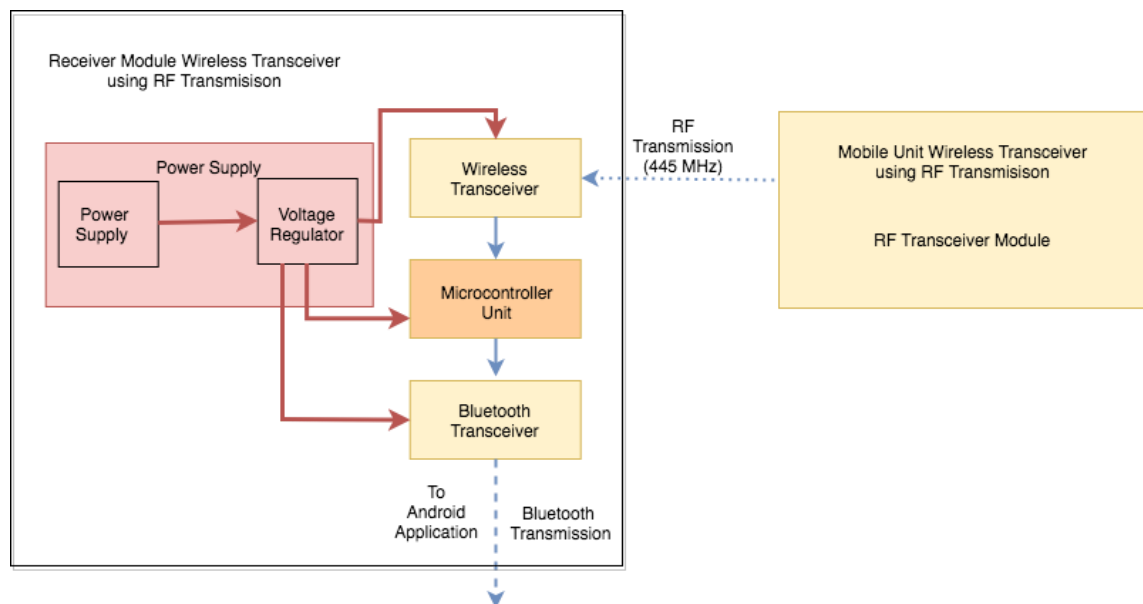 Receiver Module Wireless Transceiver
using RF Transmisison
Power Supply
Power
Supply
Voltage
Regulator
Wireless
Transceiver
Microcontroller
Unit
Bluetooth
Transceiver
To
Android
Application
Bluetooth
Transmission
RF
Transmission
(445 MHz)
Mobile Unit Wireless Transceiver
using RF Transmisison
RF Transceiver Module